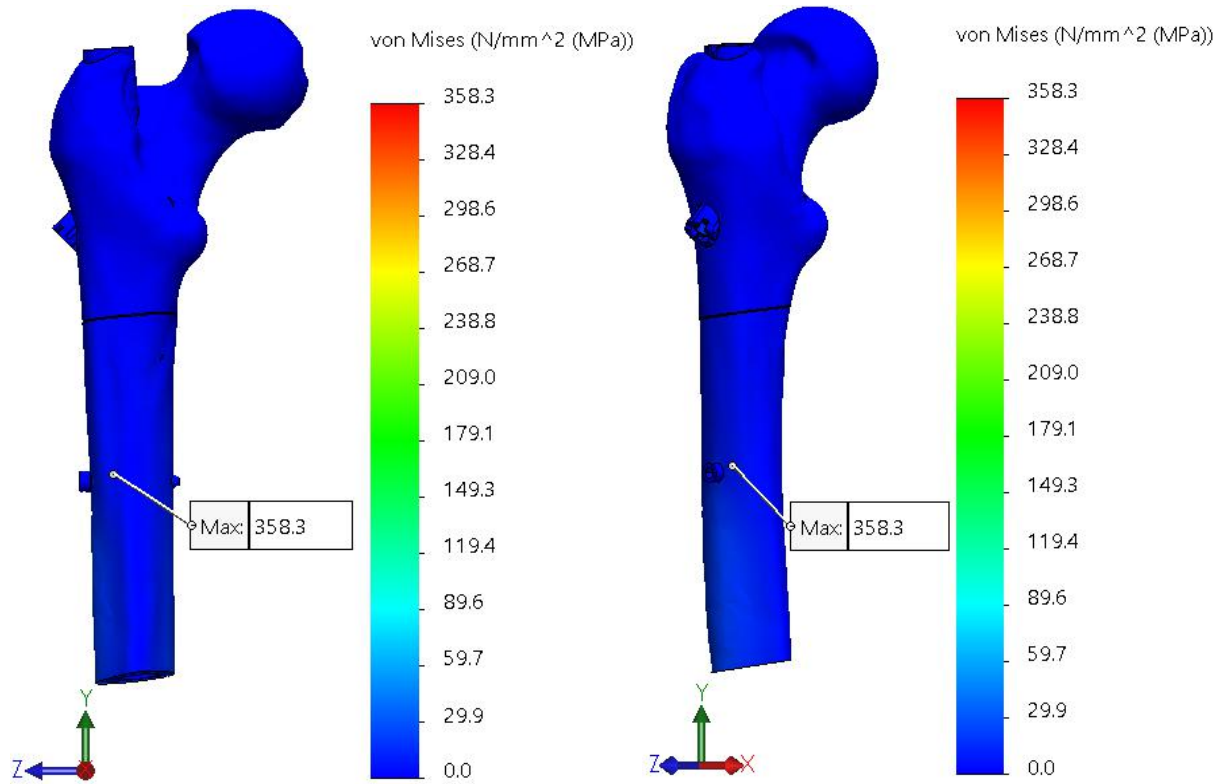 von Mises (N/mm^2 (MPa))
358.3
328.4
298.6
268.7
238.8
209.0
179.1
149.3
119.4
89.6
59.7
29.9
0.0
Max: 358.3
Y
Z
X
von Mises (N/mm^2 (MPa))
358.3
328.4
298.6
268.7
238.8
209.0
179.1
149.3
119.4
89.6
59.7
29.9
0.0
Max: 358.3
Y
Z
X